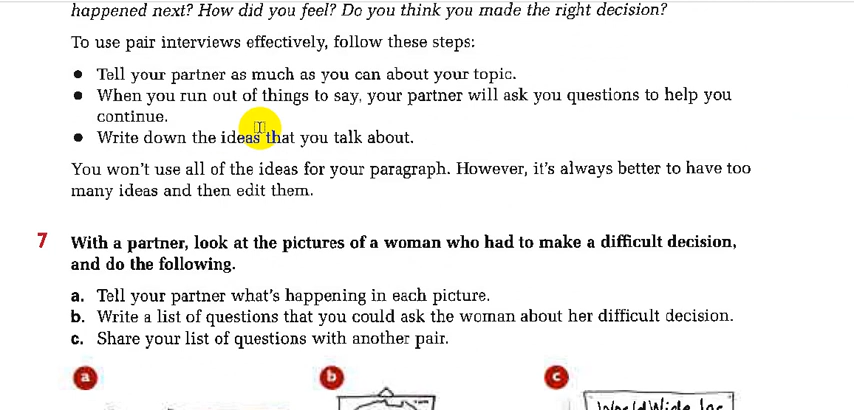 happened next? How did you feel? Do you think you made the right decision?
To use pair interviews effectively, follow these steps:
● Tell your partner as much as you can about your topic.
● When you run out of things to say, your partner will ask you questions to help you
continue.
● Write down the ideas that you talk about.
You won't use all of the ideas for your paragraph. However, it's always better to have too
many ideas and then edit them.
7 With a partner, look at the pictures of a woman who had to make a difficult decision,
and do the following.
a. Tell your partner what's happening in each picture.
b. Write a list of questions that you could ask the woman about her difficult decision.
c. Share your list of questions with another pair.
a b c
WorldWide Inc